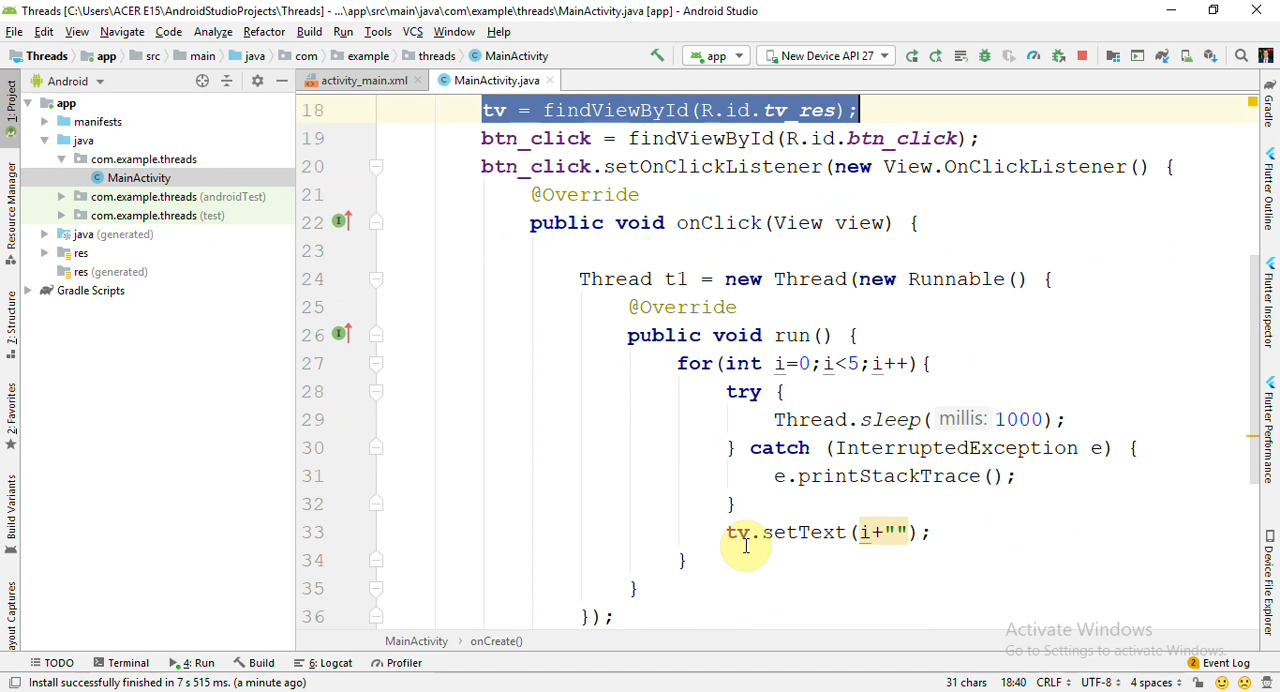 Threads [C:\Users\ACER E15\AndroidStudioProjects\Threads] - ...\app\src\main\java\com\example\threads\MainActivity.java [app] - Android Studio
File Edit View Navigate Code Analyze Refactor Build Run Tools VCS Window Help
Threads app src main java com example threads MainActivity app New Device API 27
1: Project
Resource Manager
Z: Structure
2: Favorites
Build Variants
ayout Captures
Android
app
manifests
java
com.example.threads
MainActivity
com.example.threads (androidTest)
com.example.threads (test)
java (generated)
res
res (generated)
Gradle Scripts
activity_main.xml MainActivity.java
18 tv = findViewById(R.id.tv_res);
19 btn_click = findViewById(R.id.btn_click);
20 btn_click.setOnClickListener(new View.OnClickListener() {
21 @Override
22 public void onClick(View view) {
23
24 Thread t1 = new Thread(new Runnable() {
25 @Override
26 public void run() {
27 for(int i=0;i<5;i++){
28 try {
29 Thread.sleep( millis: 1000);
30 } catch (InterruptedException e) {
31 e.printStackTrace();
32 }
33 tv.setText(i+"");
34 }
35 }
36 });
MainActivity › onCreate()
Gradle
Flutter Outline
Flutter Inspector
Flutter Performance
Device File Explorer
Activate Windows
Go to Settings to activate Windows.
TODO Terminal 4: Run Build 6: Logcat Profiler 2 Event Log
Install successfully finished in 7 s 515 ms. (a minute ago) 31 chars 18:40 CRLF UTF-8 4 spaces